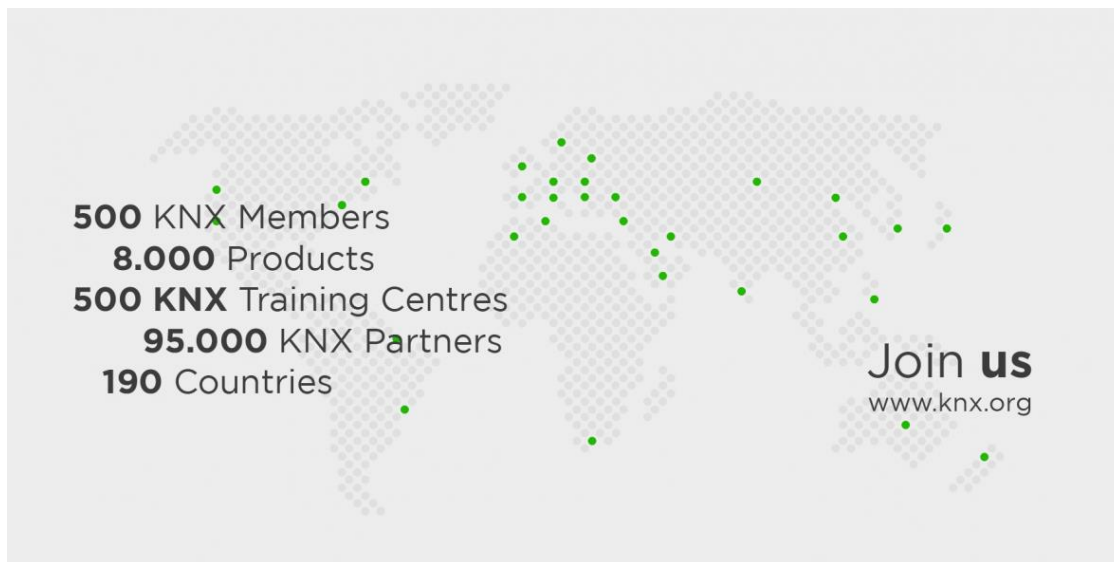 500 KNX Members
8.000 Products
500 KNX Training Centres
95.000 KNX Partners
190 Countries
Join us
www.knx.org